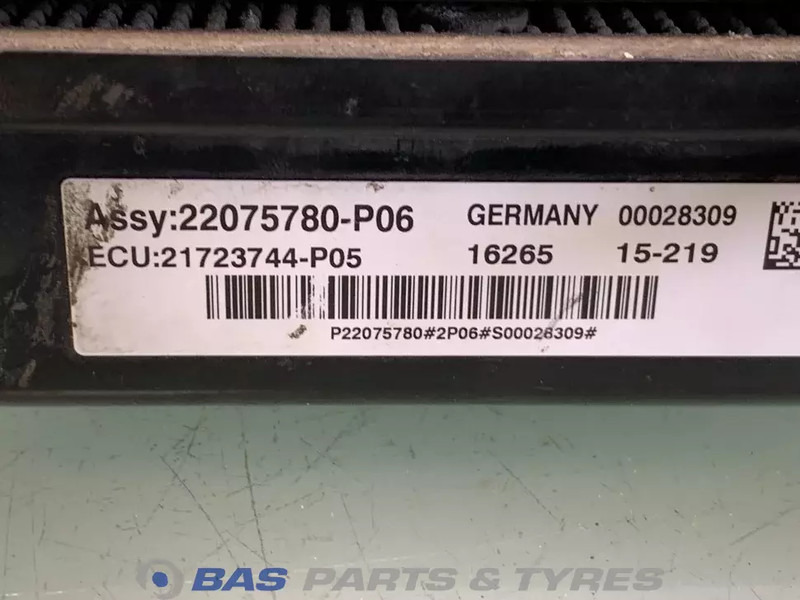 Assy:22075780-P06 GERMANY 00028309
ECU:21723744-P05 16265 15-219
P22075780#2P06#S00028309#
BAS PARTS & TYRES